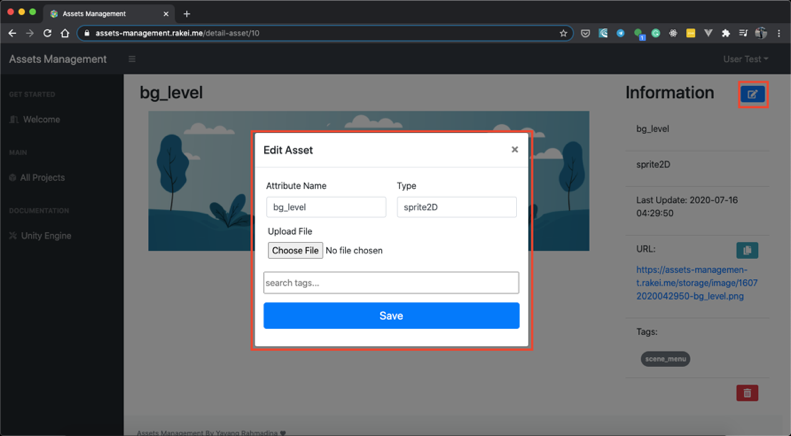 Assets Management
assets-management.rakei.me/detail-asset/10
1
Assets Management
User Test
GET STARTED
Welcome
MAIN
All Projects
DOCUMENTATION
Unity Engine
bg_level
Edit Asset
×
Attribute Name
Type
bg_level
sprite2D
Upload File
Choose File No file chosen
search tags...
Save
Information
bg_level
sprite2D
Last Update: 2020-07-16
04:29:50
URL:
https://assets-managemen-
t.rakei.me/storage/image/1607
2020042950-bg_level.png
Tags:
scene_menu
Assets Management By Yayang Rahmadina